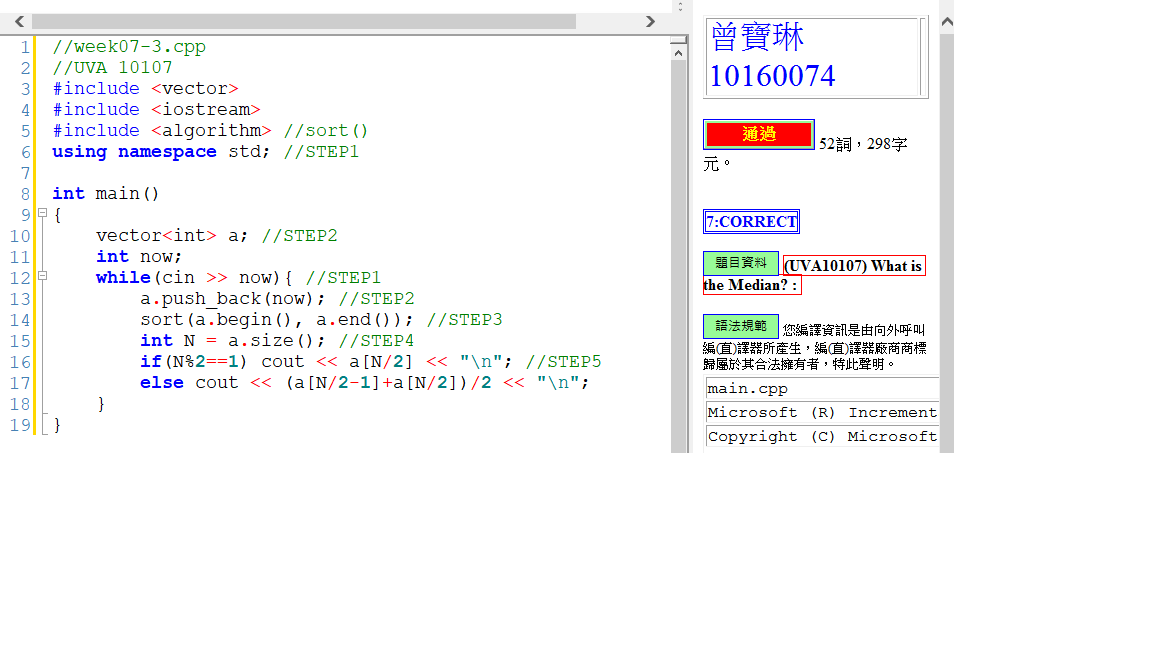 1 //week07-3.cpp
2 //UVA 10107
3 #include <vector>
4 #include <iostream>
5 #include <algorithm> //sort()
6 using namespace std; //STEP1
7
8 int main()
9 {
10     vector<int> a; //STEP2
11     int now;
12     while(cin >> now){ //STEP1
13         a.push_back(now); //STEP2
14         sort(a.begin(), a.end()); //STEP3
15         int N = a.size(); //STEP4
16         if(N%2==1) cout << a[N/2] << "\n"; //STEP5
17         else cout << (a[N/2-1]+a[N/2])/2 << "\n";
18     }
19 }
曾寶琳
10160074
通過 52詞，298字
元。
7:CORRECT
題目資料 (UVA10107) What is
the Median? :
語法規範 您編譯資訊是由向外呼叫
編(直)譯器所產生，編(直)譯器廠商商標
歸屬於其合法擁有者，特此聲明。
main.cpp
Microsoft (R) Increment
Copyright (C) Microsoft